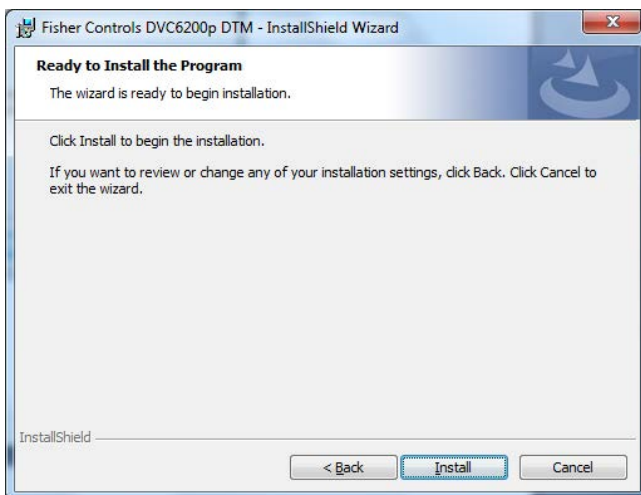 Fisher Controls DVC6200p DTM - InstallShield Wizard
Ready to Install the Program
The wizard is ready to begin installation.
Click Install to begin the installation.
If you want to review or change any of your installation settings, click Back. Click Cancel to
exit the wizard.
InstallShield
< Back Install Cancel